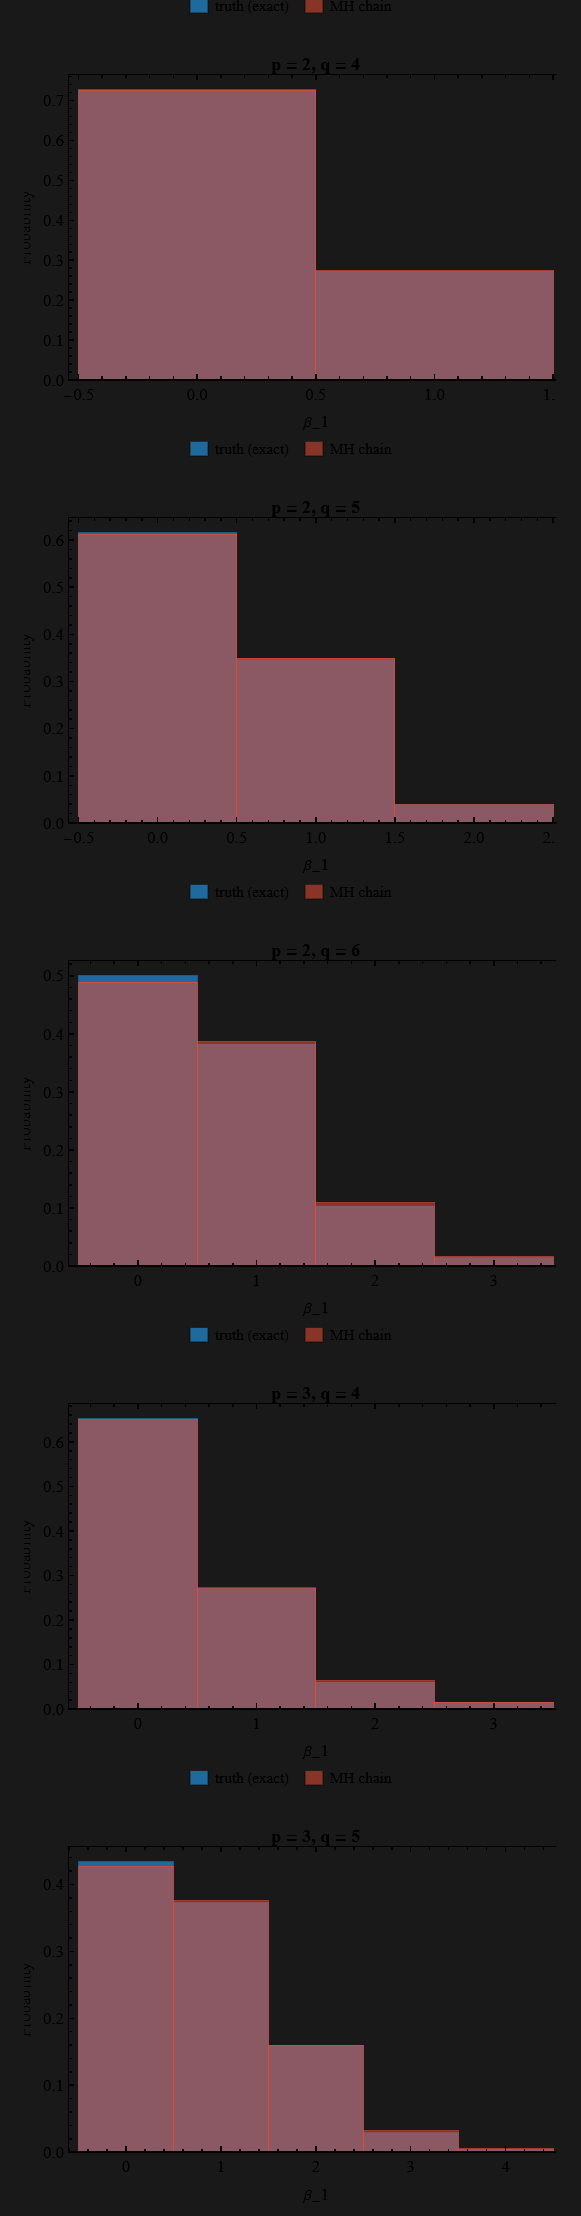 truth (exact) MH chain
p = 2, q = 4
Probability
0.7
0.6
0.5
0.4
0.3
0.2
0.1
0.0
−0.5 0.0 0.5 1.0 1.
β_1
truth (exact) MH chain
p = 2, q = 5
Probability
0.6
0.5
0.4
0.3
0.2
0.1
0.0
−0.5 0.0 0.5 1.0 1.5 2.0 2.
β_1
truth (exact) MH chain
p = 2, q = 6
Probability
0.5
0.4
0.3
0.2
0.1
0.0
0 1 2 3
β_1
truth (exact) MH chain
p = 3, q = 4
Probability
0.6
0.5
0.4
0.3
0.2
0.1
0.0
0 1 2 3
β_1
truth (exact) MH chain
p = 3, q = 5
Probability
0.4
0.3
0.2
0.1
0.0
0 1 2 3 4
β_1